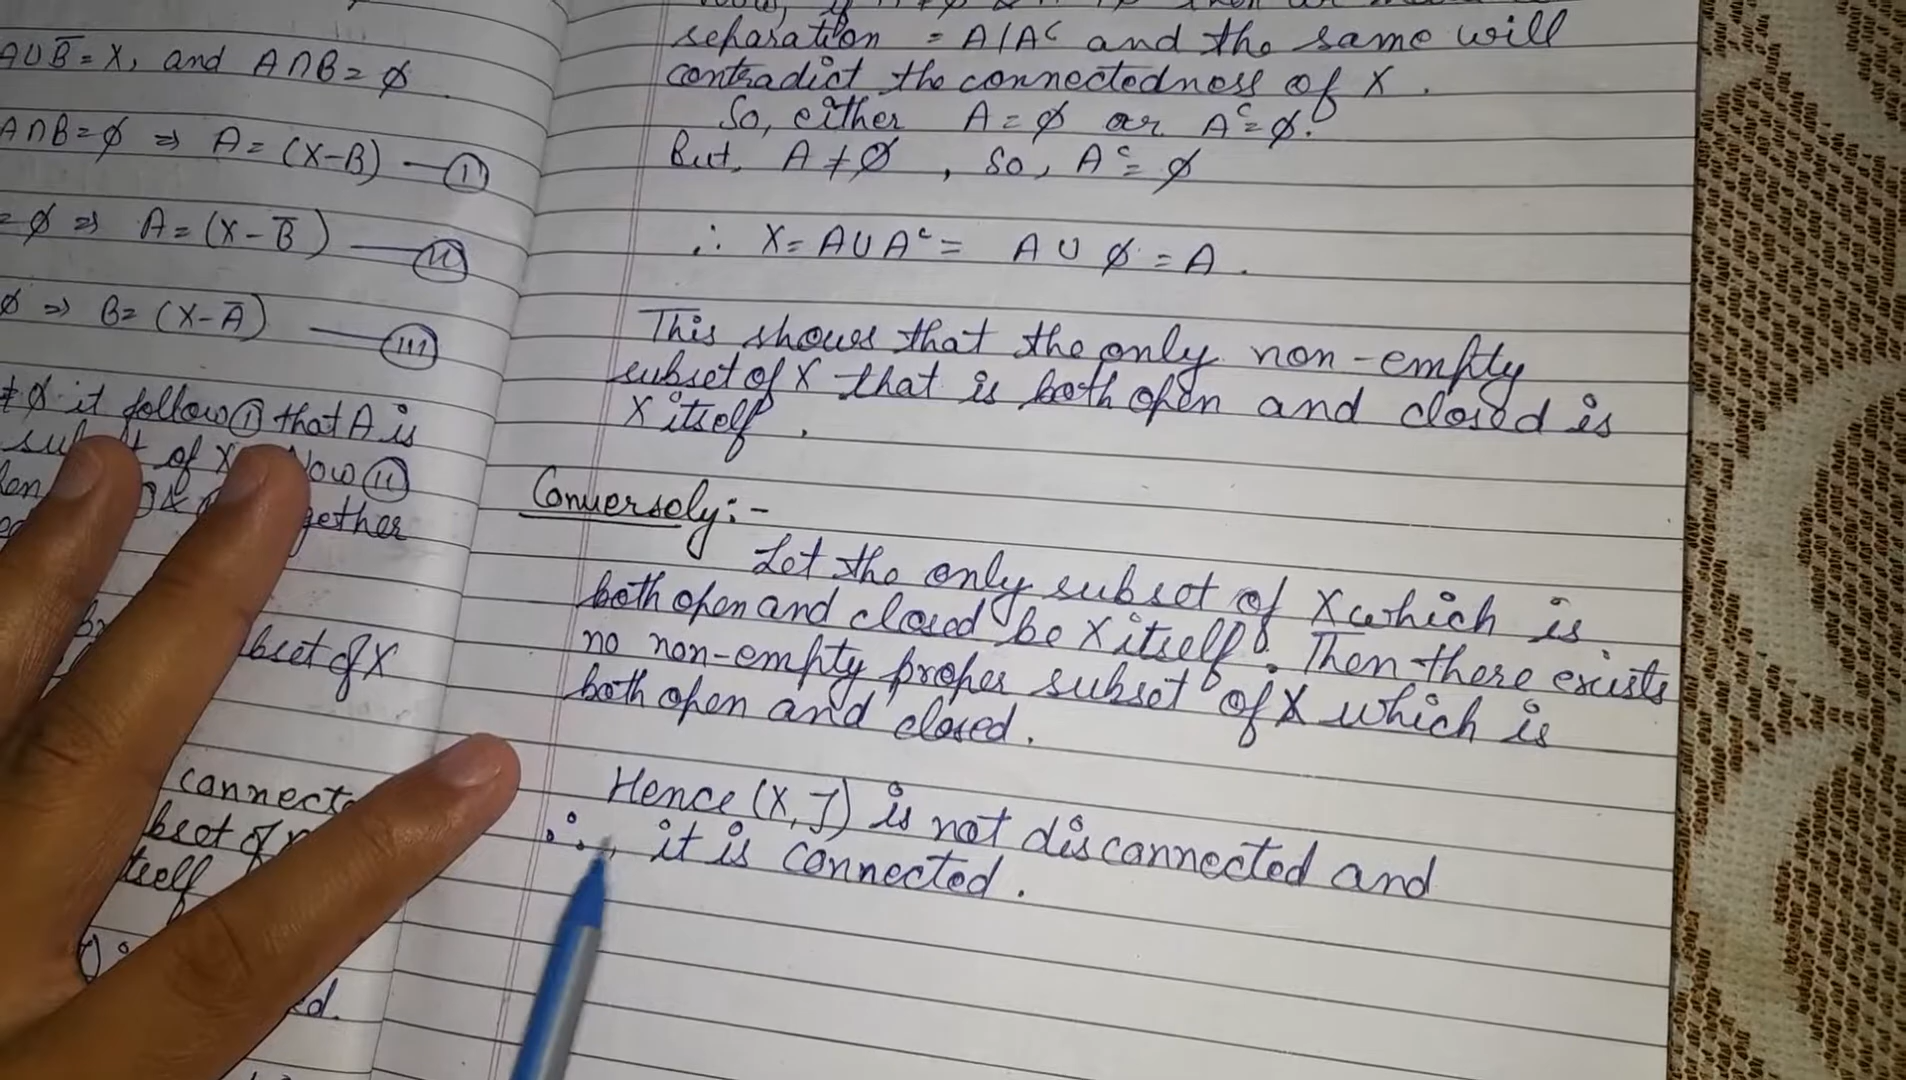 A∪B̅ = X, and A∩B = ∅
A∩B = ∅ ⇒ A = (X-B) — (I)
= ∅ ⇒ A = (X-B̅) — (II)
∅ ⇒ B = (X-A̅) — (III)
≠ ∅ it follow (I) that A is
of X Now (II)
gether
bset of X
connecte
bset of
tself
ed.
separation = A/Aᶜ and the same will
contradict the connectedness of X.
So, either A = ∅ or Aᶜ = ∅.
But, A ≠ ∅, So, Aᶜ = ∅
∴ X = A∪Aᶜ = A∪∅ = A.
This shows that the only non-empty
subset of X that is both open and closed is
X itself.
Conversely:-
Let the only subset of X which is
both open and closed be X itself. Then there exists
no non-empty proper subset of X which is
both open and closed.
Hence (X, J) is not disconnected and
∴, it is connected.